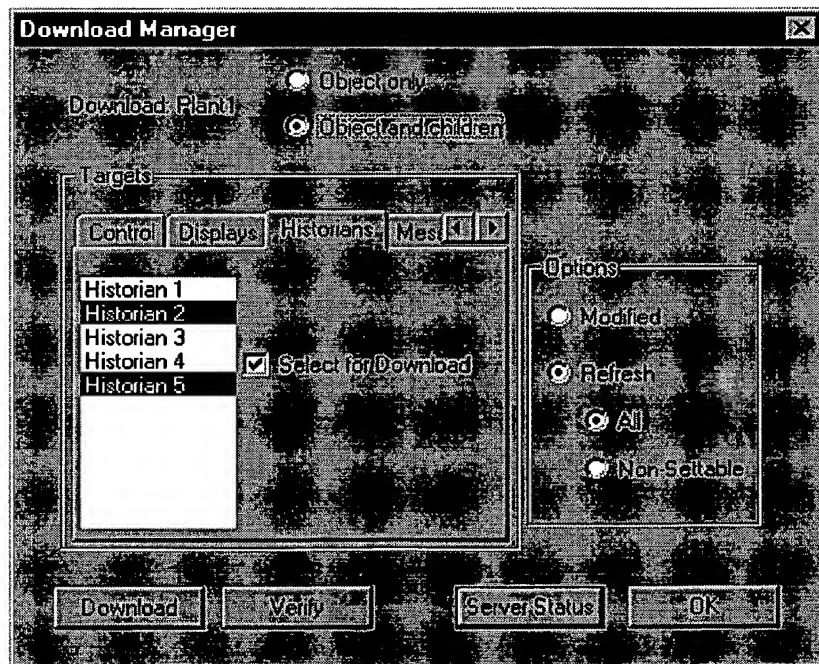 Download Manager
Download: Plant1
Object only
Object and children
Targets
Control Displays Historians
Historian 1
Historian 2
Historian 3
Historian 4
Historian 5
Select for Download
Options
Modified
Refresh
All
Non-Settable
Download Verify Server Status OK